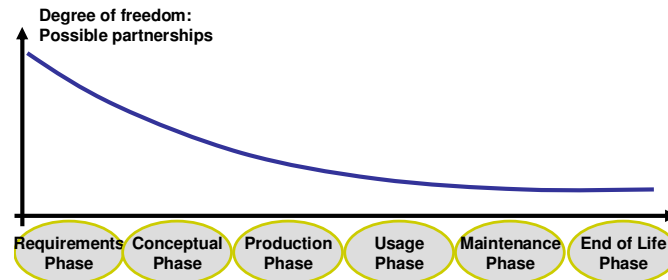 Degree of freedom:
Possible partnerships
Requirements
Phase
Conceptual
Phase
Production
Phase
Usage
Phase
Maintenance
Phase
End of Life
Phase